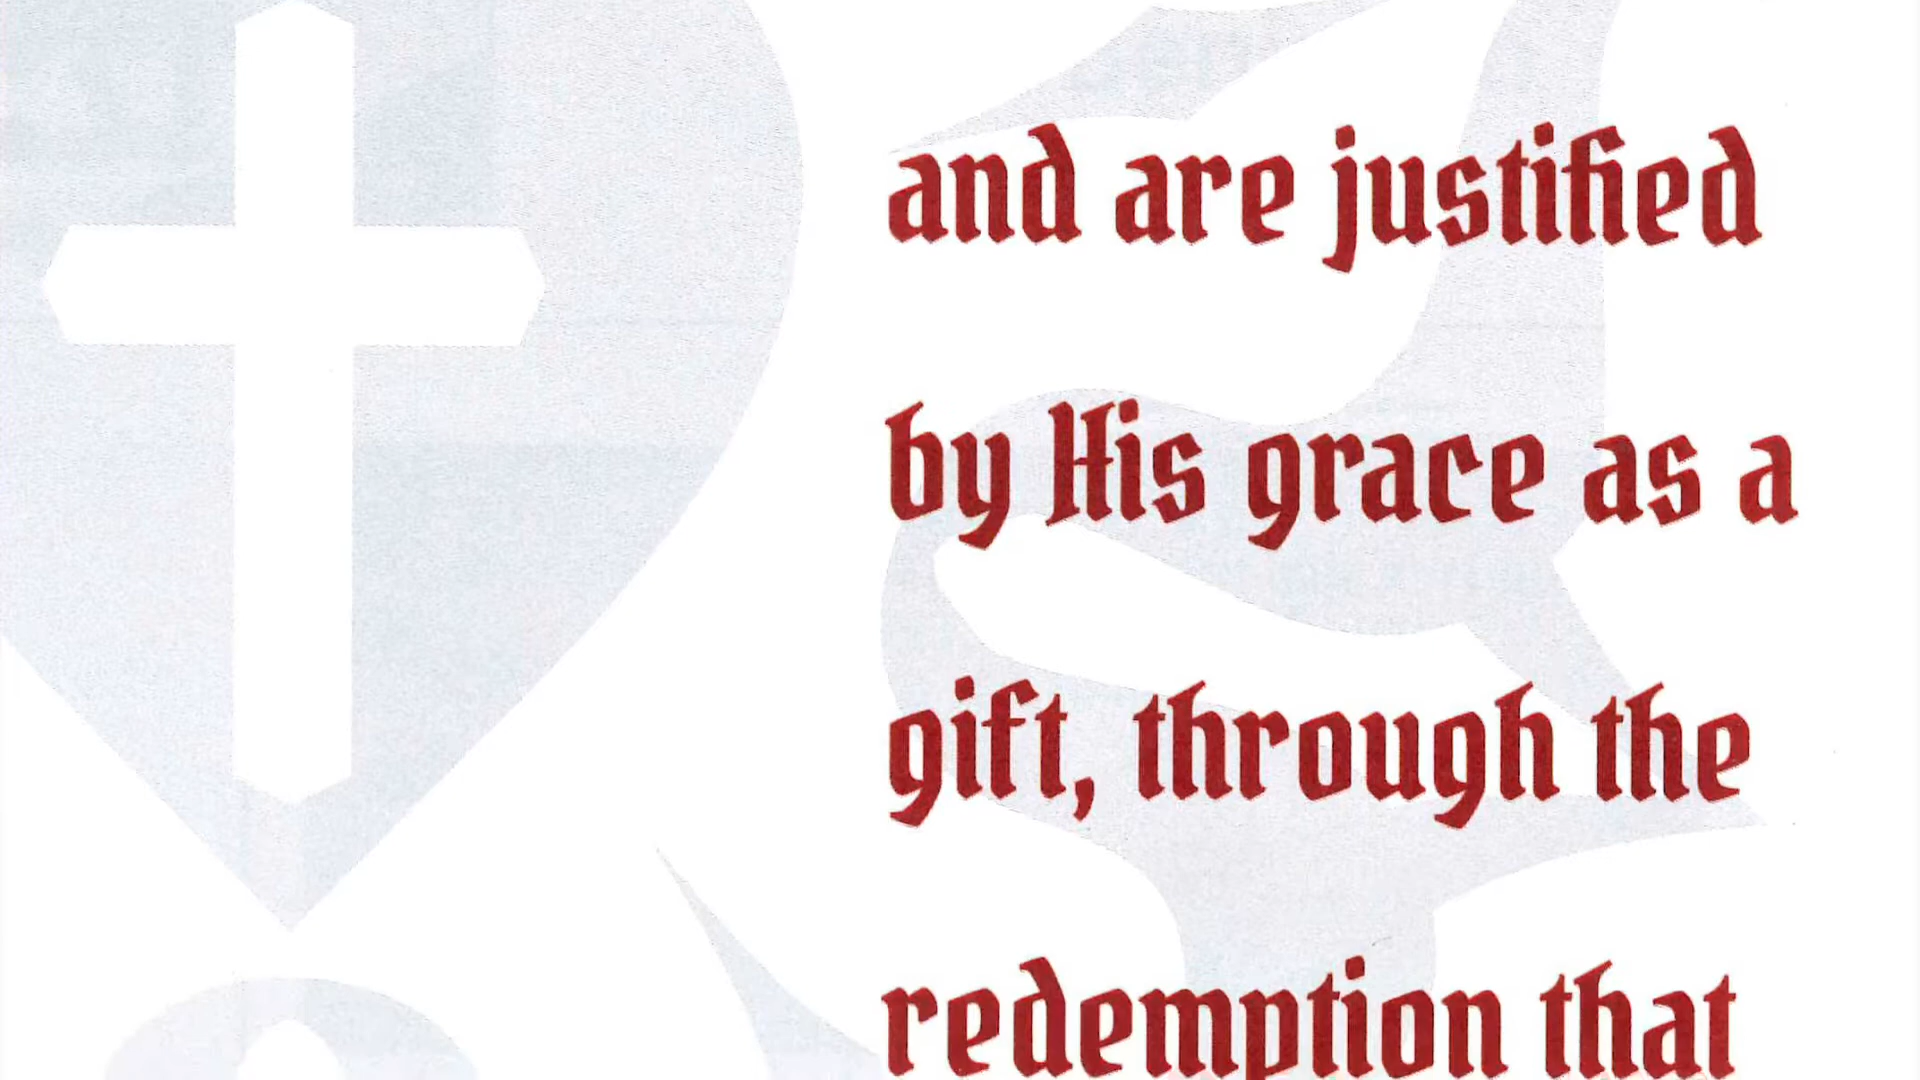 and are justified
by His grace as a
gift, through the
redemption that